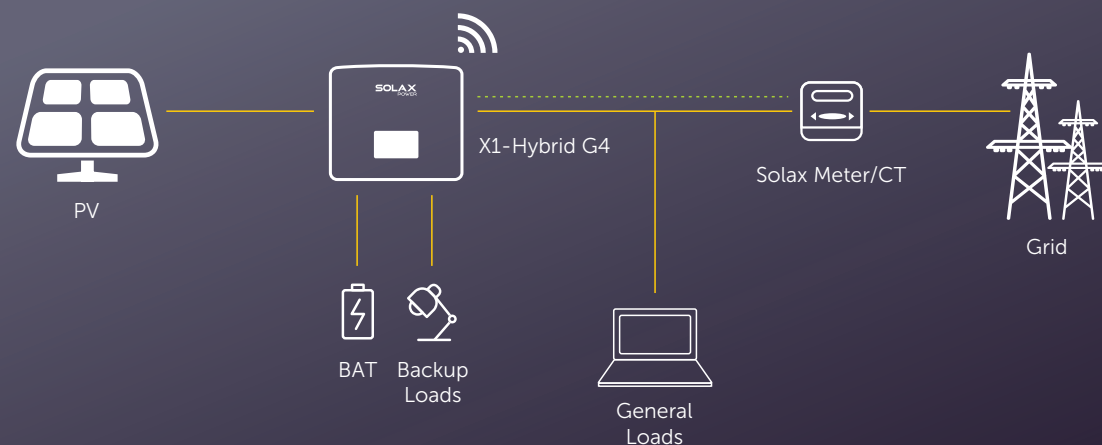 SOLAX
POWER
X1-Hybrid G4
Solax Meter/CT
PV
Grid
BAT
Backup
Loads
General
Loads